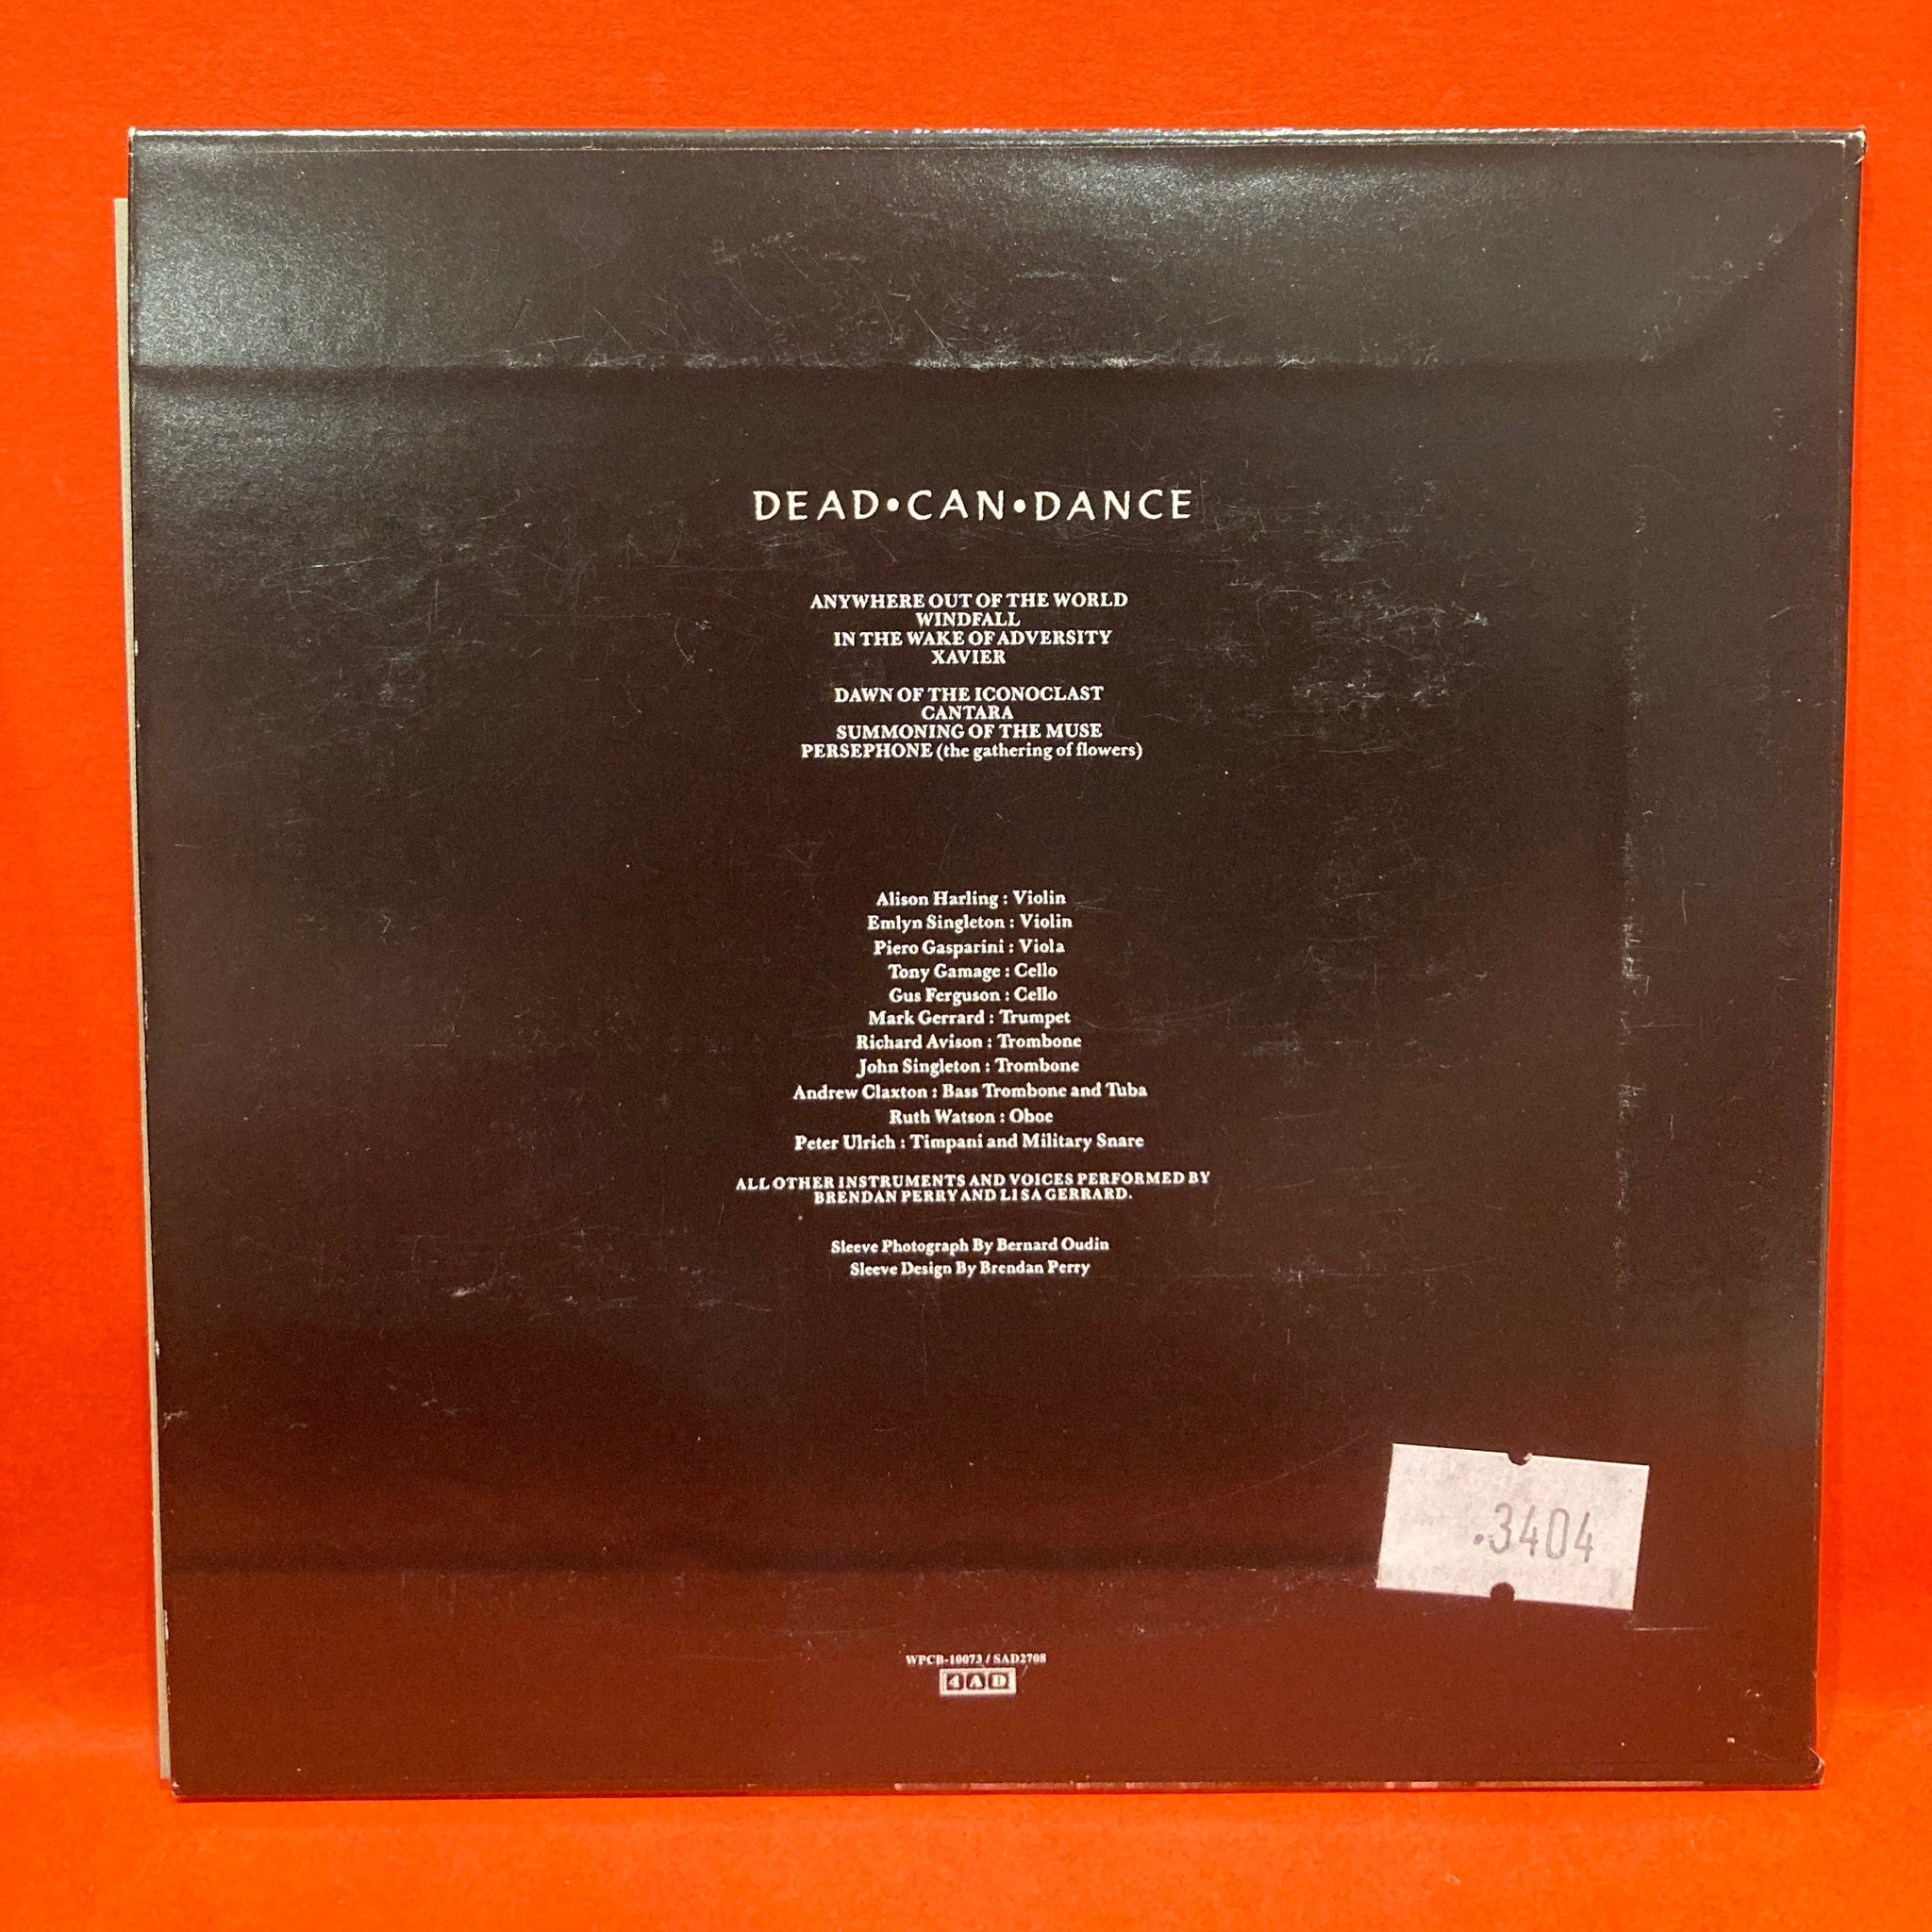 DEAD•CAN•DANCE
ANYWHERE OUT OF THE WORLD
WINDFALL
IN THE WAKE OF ADVERSITY
XAVIER
DAWN OF THE ICONOCLAST
CANTARA
SUMMONING OF THE MUSE
PERSEPHONE (the gathering of flowers)
Alison Harling : Violin
Emlyn Singleton : Violin
Piero Gasparini : Viola
Tony Gamage : Cello
Gus Ferguson : Cello
Mark Gerrard : Trumpet
Richard Avison : Trombone
John Singleton : Trombone
Andrew Claxton : Bass Trombone and Tuba
Ruth Watson : Oboe
Peter Ulrich : Timpani and Military Snare
ALL OTHER INSTRUMENTS AND VOICES PERFORMED BY
BRENDAN PERRY AND LISA GERRARD.
Sleeve Photograph By Bernard Oudin
Sleeve Design By Brendan Perry
.3404
WPCB-10073 / SAD2708
4AD